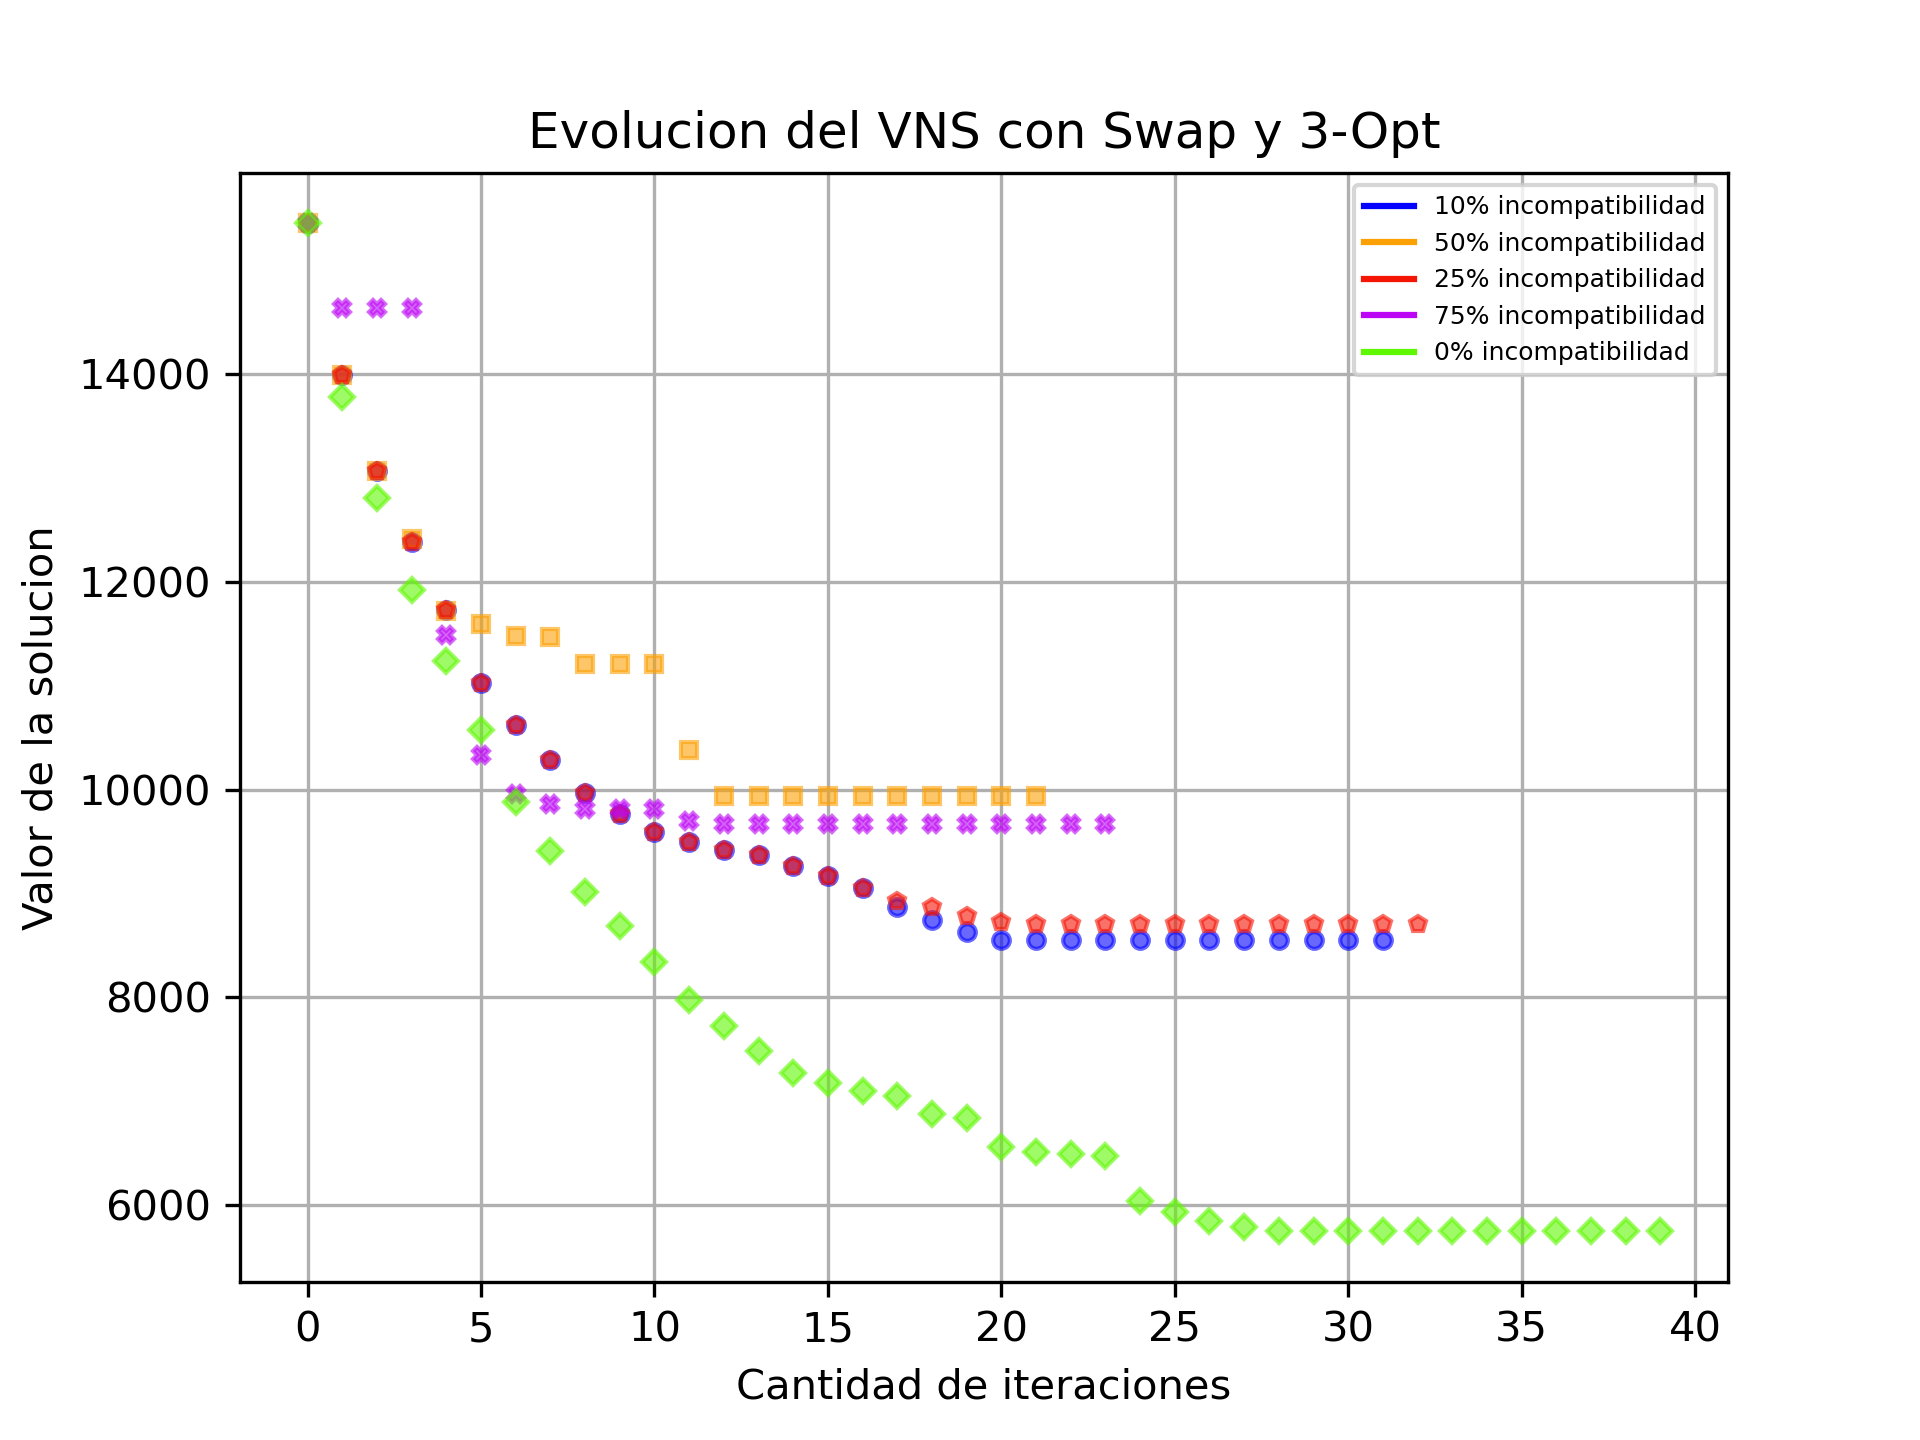 Evolucion del VNS con Swap y 3-Opt
10% incompatibilidad
50% incompatibilidad
25% incompatibilidad
75% incompatibilidad
0% incompatibilidad
Valor de la solucion
14000
12000
10000
8000
6000
0 5 10 15 20 25 30 35 40
Cantidad de iteraciones